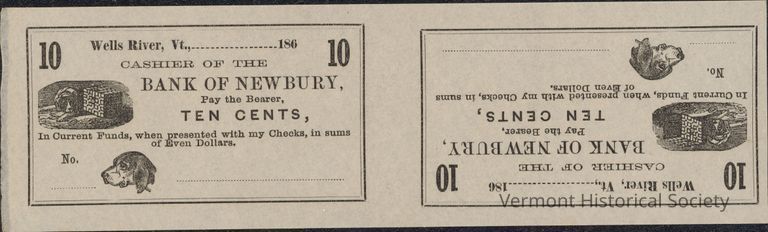 10 Wells River, Vt.,.....................186 10
CASHIER OF THE
BANK OF NEWBURY,
Pay the Bearer,
TEN CENTS,
In Current Funds, when presented with my Checks, in sums
of Even Dollars.
No.
10 Wells River, Vt.,.....................186 10
CASHIER OF THE
BANK OF NEWBURY,
Pay the Bearer,
TEN CENTS,
In Current Funds, when presented with my Checks, in sums
of Even Dollars.
No.
Vermont Historical Society